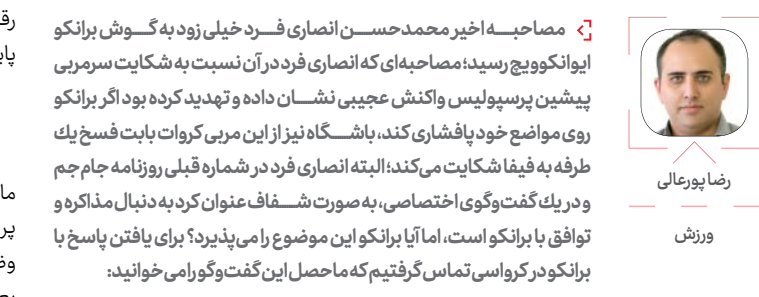 مصاحبه اخیر محمدحسن انصاری فرد خیلی زود به گوش برانکو
ایوانکوویچ رسید؛ مصاحبه‌ای که انصاری فرد در آن نسبت به شکایت سرمربی
پیشین پرسپولیس واکنش عجیبی نشان داده و تهدید کرده بود اگر برانکو
روی مواضع خود پافشاری کند، باشگاه نیز از این مربی کروات بابت فسخ یك
طرفه به فیفا شکایت می‌کند؛ البته انصاری فرد در شماره قبلی روزنامه جام‌جم
و در یك گفت‌وگوی اختصاصی، به صورت شفاف عنوان کرد به دنبال مذاکره و
توافق با برانکو است، اما آیا برانکو این موضوع را می‌پذیرد؟ برای یافتن پاسخ با
برانکو در کرواسی تماس گرفتیم که ماحصل این گفت‌وگو را می‌خوانید:
رضا پورعالی
ورزش